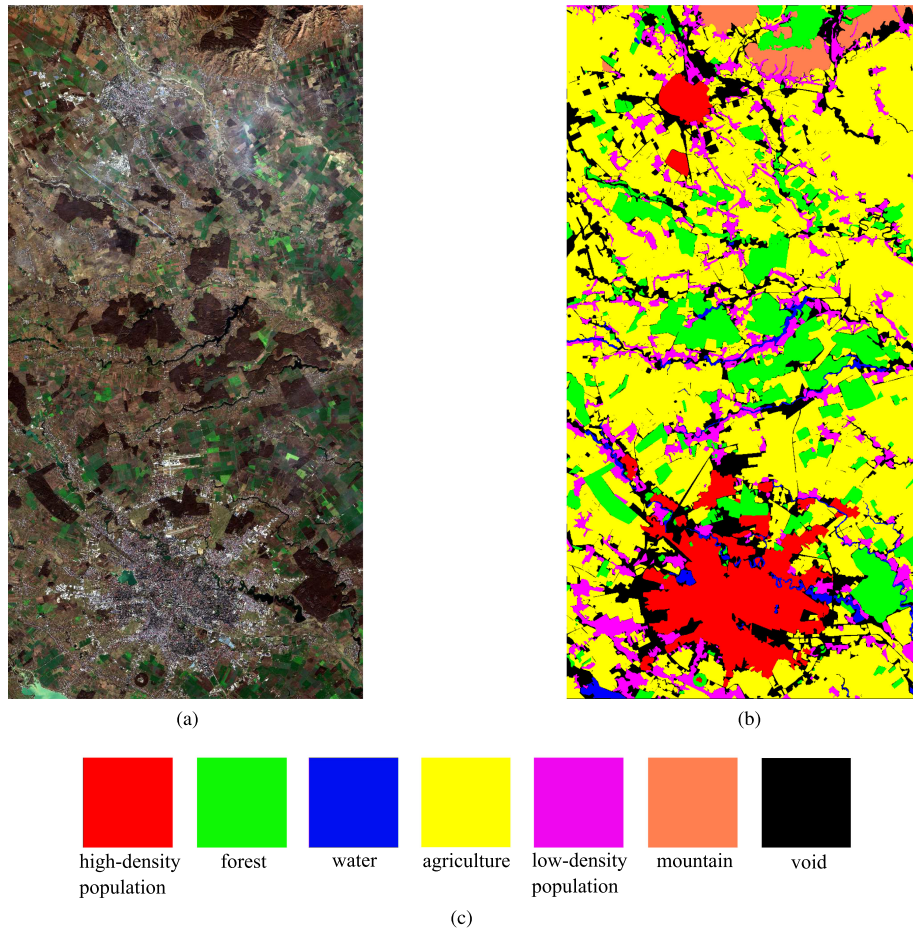 (a)
(b)
high-density
population
forest
water
agriculture
low-density
population
mountain
void
(c)